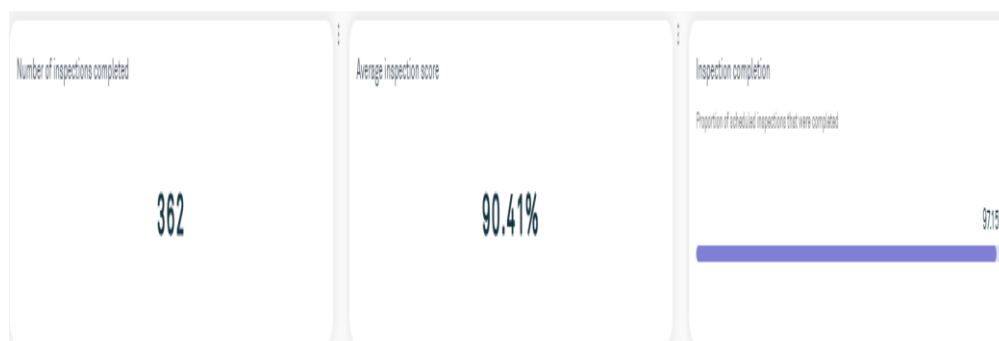 Number of inspections completed
362
Average inspection score
90.41%
Inspection completion
Proportion of scheduled inspections that were completed
97.15